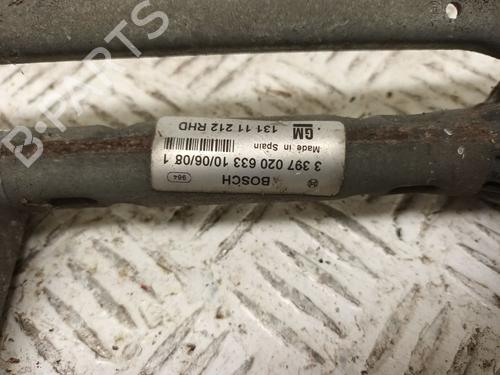 BOSCH
964
3 397 020 633 10/06/08 1
Made in Spain
GM
131 11 212 RHD
B-PARTS